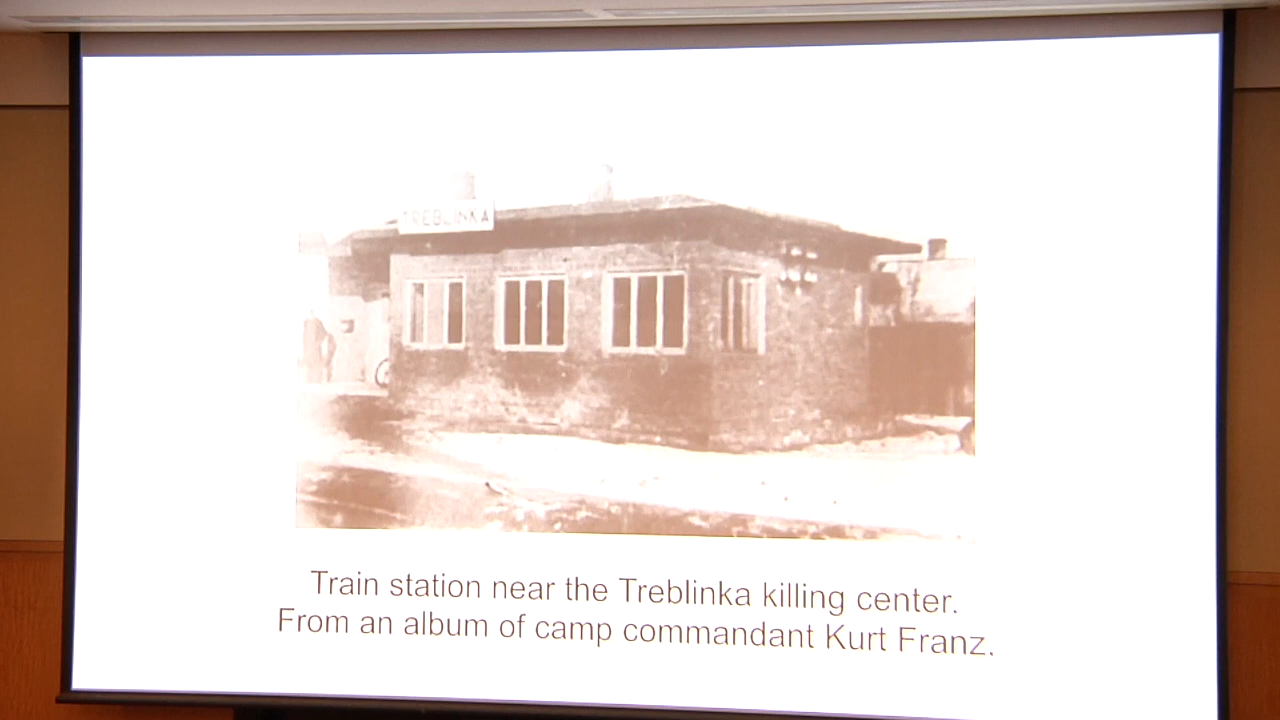 TREBLINKA
Train station near the Treblinka killing center.
From an album of camp commandant Kurt Franz.